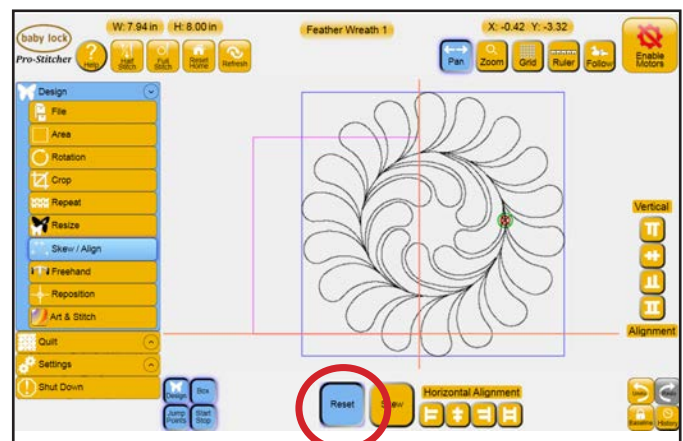 W: 7.94 in H: 8.00 in Feather Wreath 1 X: -0.42 Y: -3.32
baby lock
Pro-Stitcher
Help
Half Stitch
Full Stitch
Reset Home
Refresh
Pan
Zoom
Grid
Ruler
Follow
Enable Motors
Design
File
Area
Rotation
Crop
Repeat
Resize
Skew / Align
Freehand
Reposition
Art & Stitch
Quilt
Settings
Shut Down
Vertical
Alignment
Design
Box
Jump Points
Start Stop
Reset
Skew
Horizontal Alignment
Undo
Redo
Baseline
History